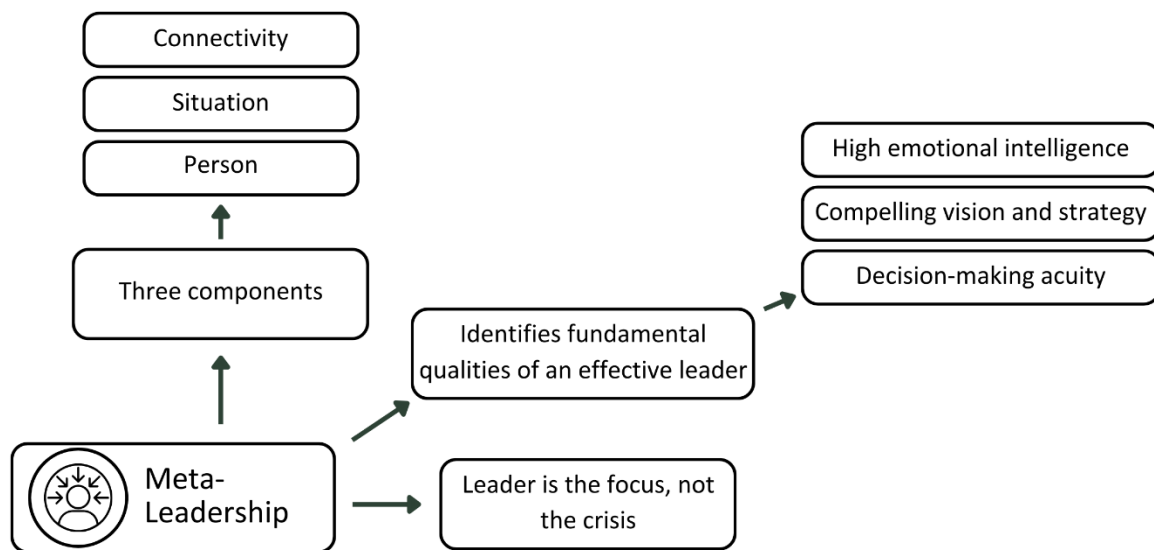 Connectivity
Situation
Person
Three components
High emotional intelligence
Compelling vision and strategy
Decision-making acuity
Identifies fundamental
qualities of an effective leader
Meta-
Leadership
Leader is the focus, not
the crisis